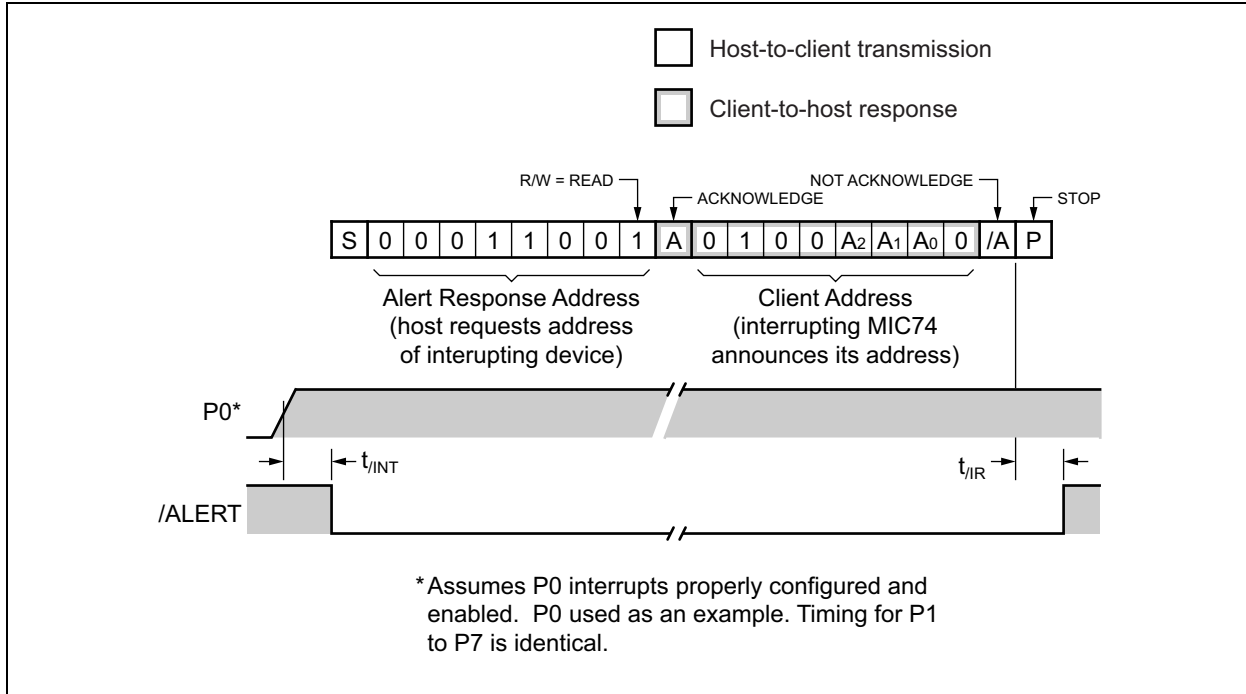 Host-to-client transmission
Client-to-host response
R/W = READ
NOT ACKNOWLEDGE
ACKNOWLEDGE
STOP
S 0 0 0 1 1 0 0 1 A 0 1 0 0 A2 A1 A0 0 /A P
Alert Response Address
(host requests address
of interupting device)
Client Address
(interrupting MIC74
announces its address)
P0*
t/INT
t/IR
/ALERT
* Assumes P0 interrupts properly configured and
enabled. P0 used as an example. Timing for P1
to P7 is identical.